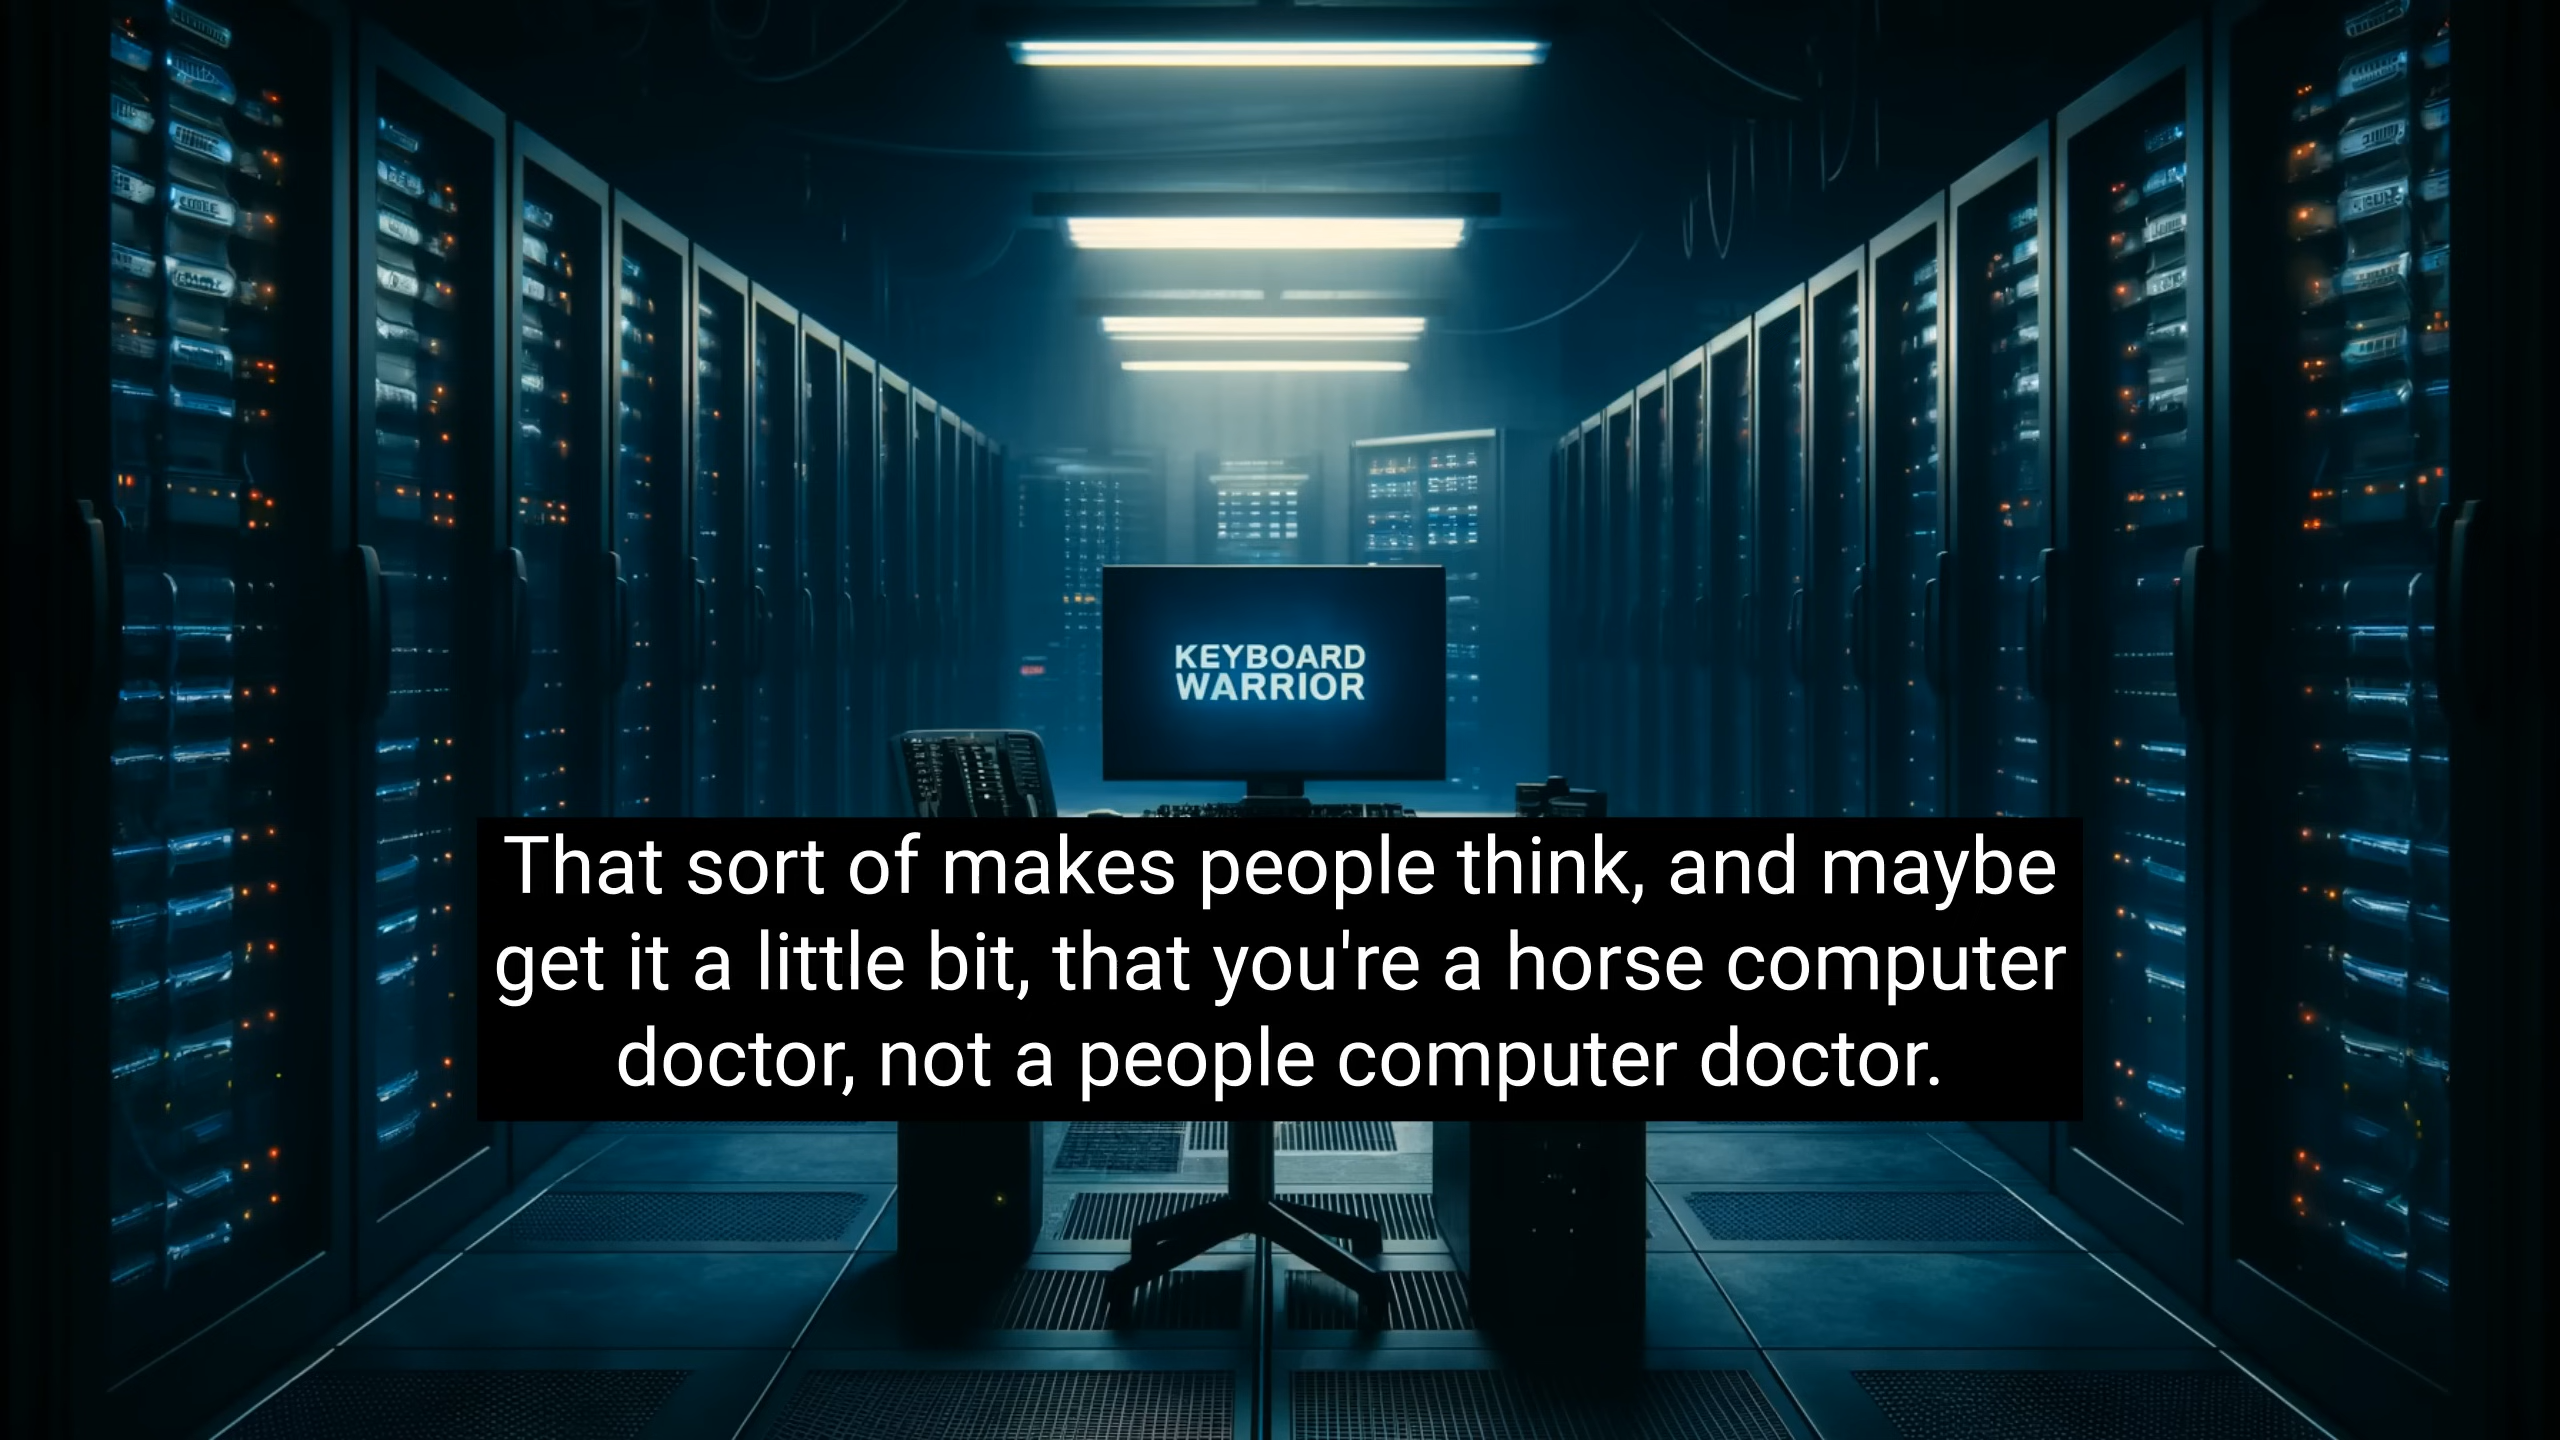 KEYBOARD
WARRIOR
That sort of makes people think, and maybe
get it a little bit, that you're a horse computer
doctor, not a people computer doctor.